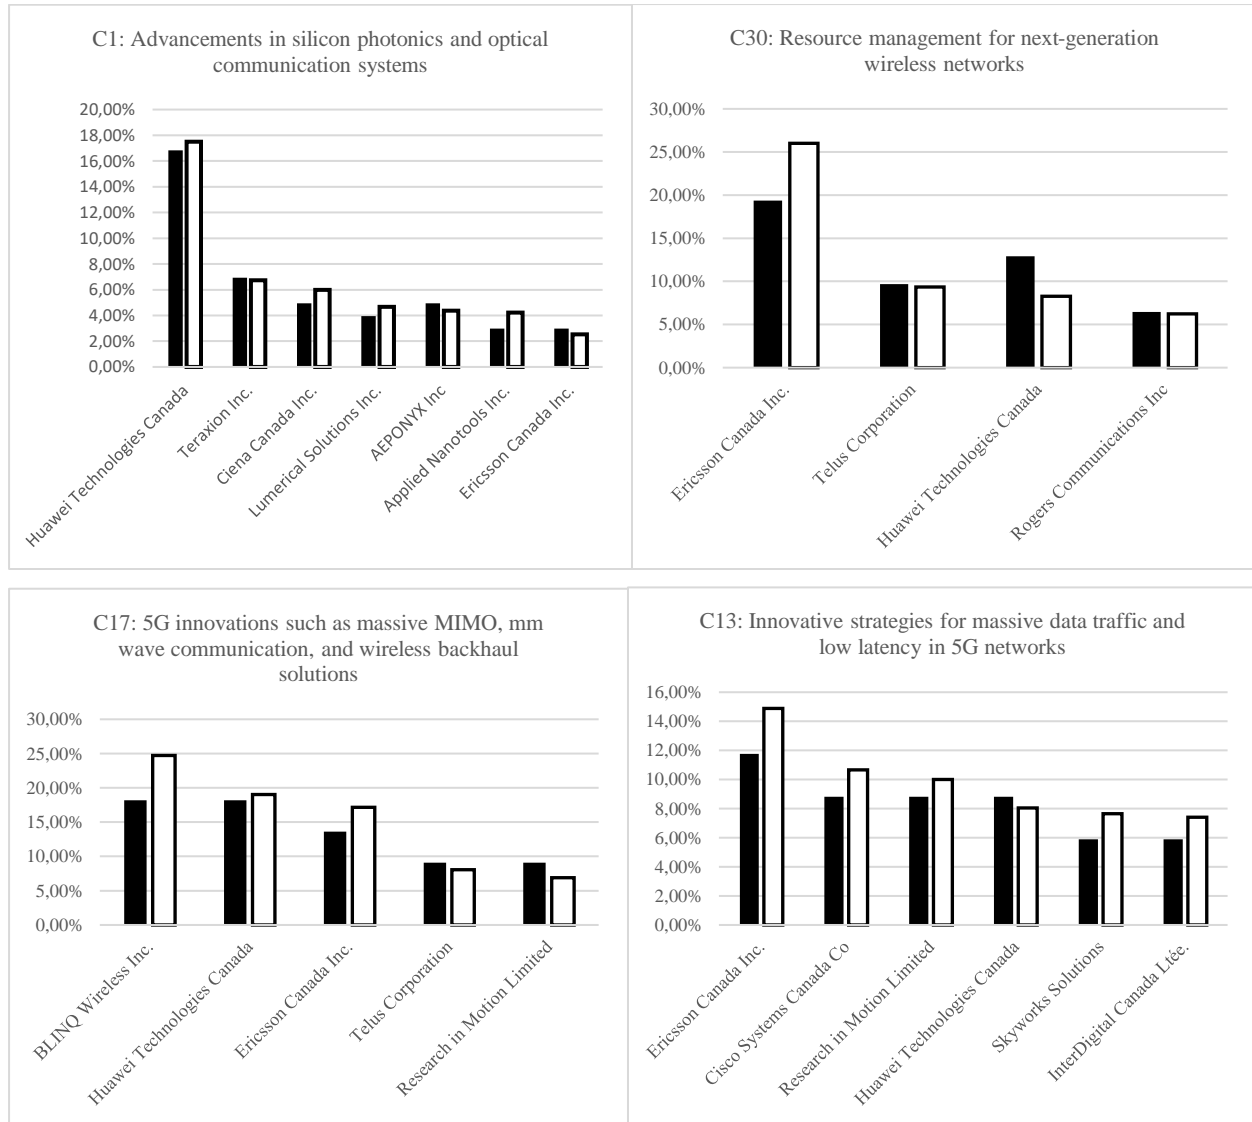 C1: Advancements in silicon photonics and optical
communication systems
20,00%
18,00%
16,00%
14,00%
12,00%
10,00%
8,00%
6,00%
4,00%
2,00%
0,00%
Huawei Technologies Canada
Teraxion Inc.
Ciena Canada Inc.
Lumerical Solutions Inc.
AEPONYX Inc
Applied Nanotools Inc.
Ericsson Canada Inc.
C30: Resource management for next-generation
wireless networks
30,00%
25,00%
20,00%
15,00%
10,00%
5,00%
0,00%
Ericsson Canada Inc.
Telus Corporation
Huawei Technologies Canada
Rogers Communications Inc
C17: 5G innovations such as massive MIMO, mm
wave communication, and wireless backhaul
solutions
30,00%
25,00%
20,00%
15,00%
10,00%
5,00%
0,00%
BLINQ Wireless Inc.
Huawei Technologies Canada
Ericsson Canada Inc.
Telus Corporation
Research in Motion Limited
C13: Innovative strategies for massive data traffic and
low latency in 5G networks
16,00%
14,00%
12,00%
10,00%
8,00%
6,00%
4,00%
2,00%
0,00%
Ericsson Canada Inc.
Cisco Systems Canada Co
Research in Motion Limited
Huawei Technologies Canada
Skyworks Solutions
InterDigital Canada Ltée.